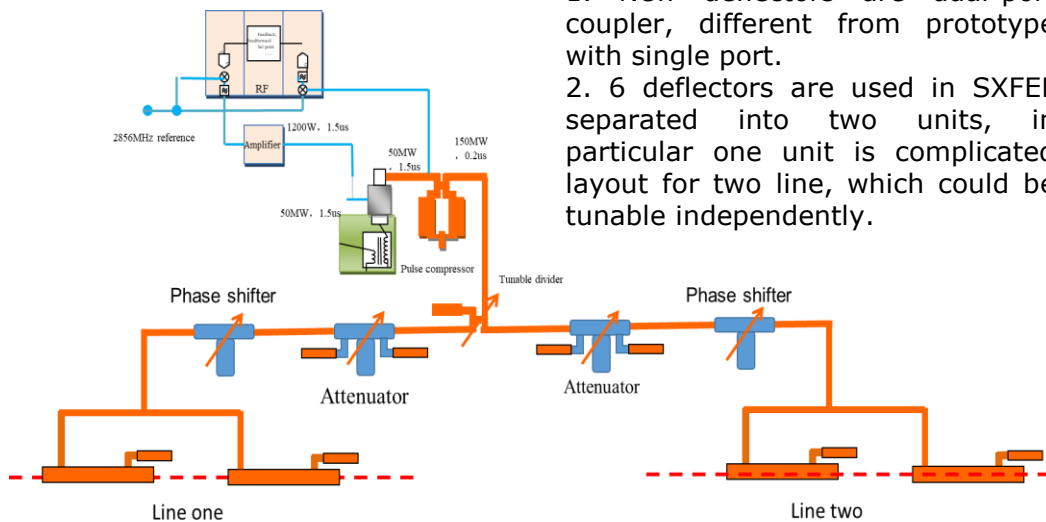 deflectors are
coupler, different from prototype
with single port.
2. 6 deflectors are used in
separated into two units, in
particular one unit is complicated
layout for two line, which could be
tunable independently.
Feedback,
RF
2856MHz reference
1200W，1.5us
Amplifier
50MW
，1.5us
150MW
，0.2us
50MW，1.5us
Pulse compressor
Tunable divider
Phase shifter
Phase shifter
Attenuator
Attenuator
Line one
Line two